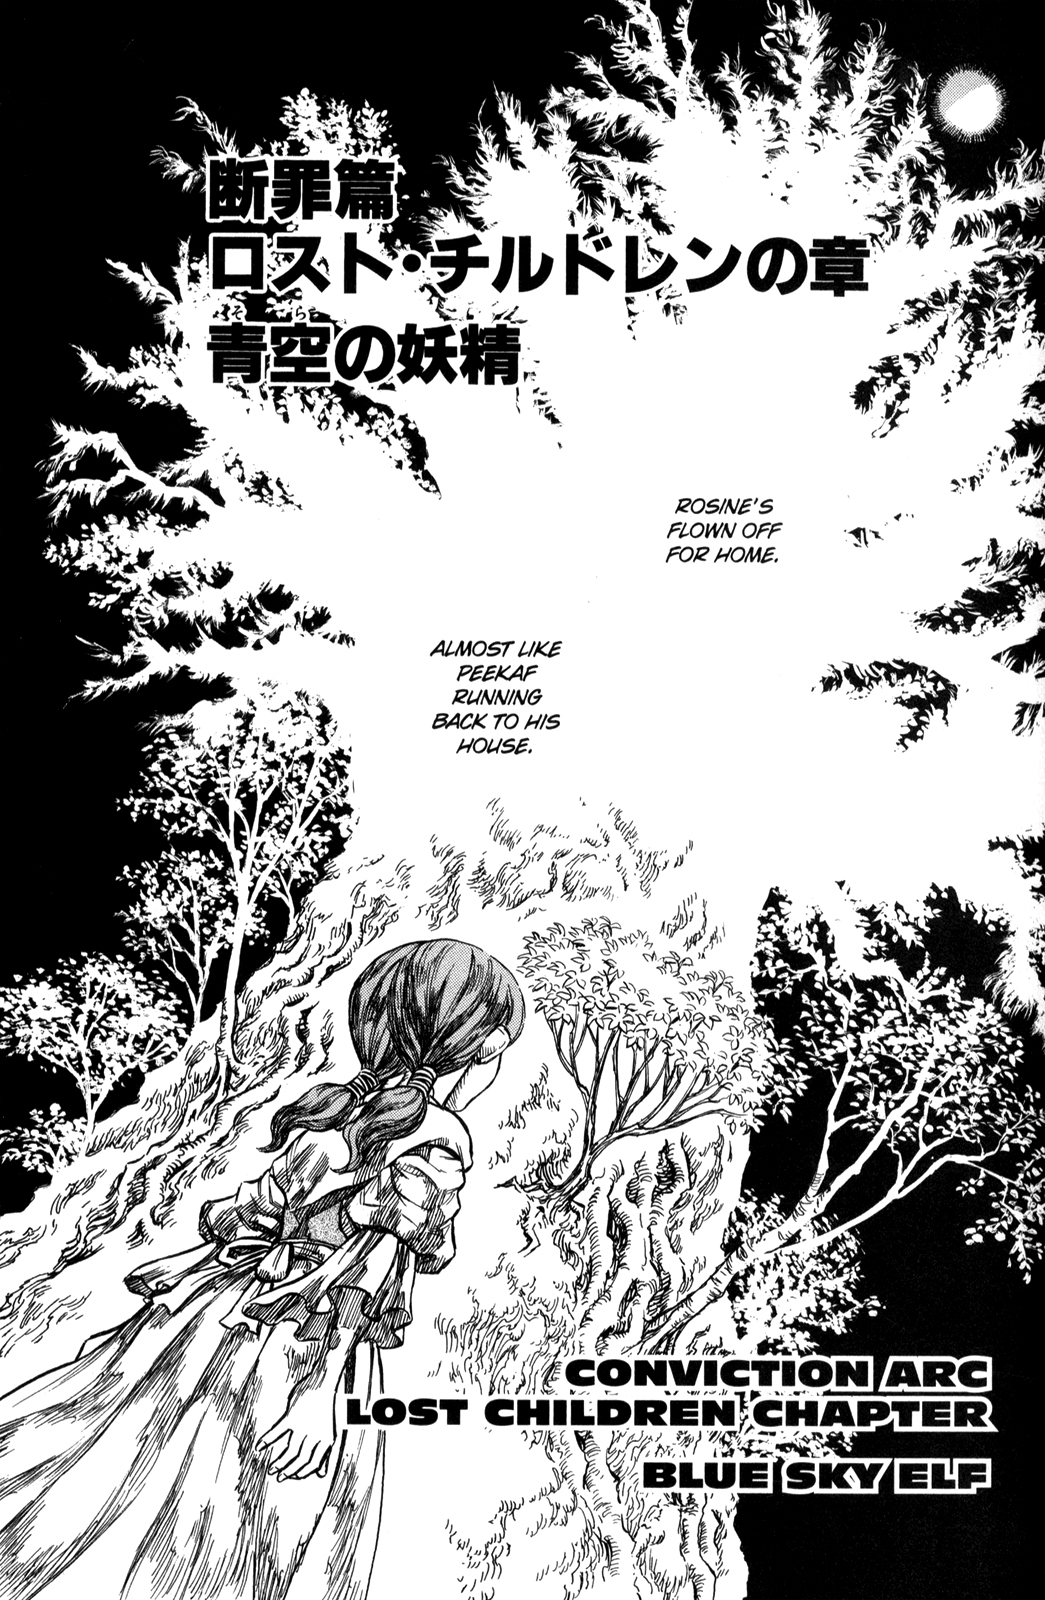 断罪篇
ロスト・チルドレンの章
そら
青空の妖精
ROSINE'S
FLOWN OFF
FOR HOME.
ALMOST LIKE
PEEKAF
RUNNING
BACK TO HIS
HOUSE.
CONVICTION ARC
LOST CHILDREN CHAPTER
BLUE SKY ELF